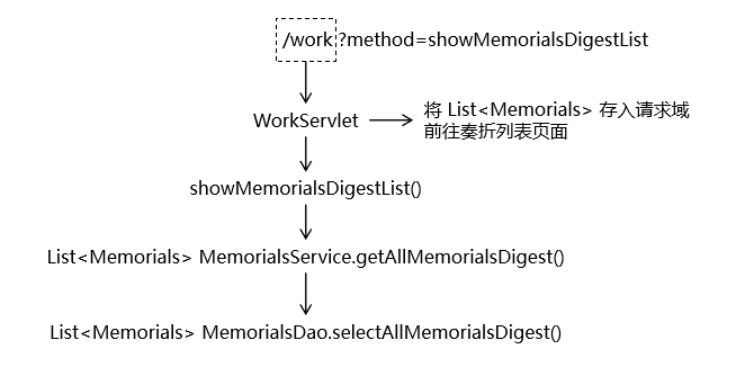 /work?method=showMemorialsDigestList
WorkServlet
将 List<Memorials> 存入请求域
前往奏折列表页面
showMemorialsDigestList()
List<Memorials> MemorialsService.getAllMemorialsDigest()
List<Memorials> MemorialsDao.selectAllMemorialsDigest()